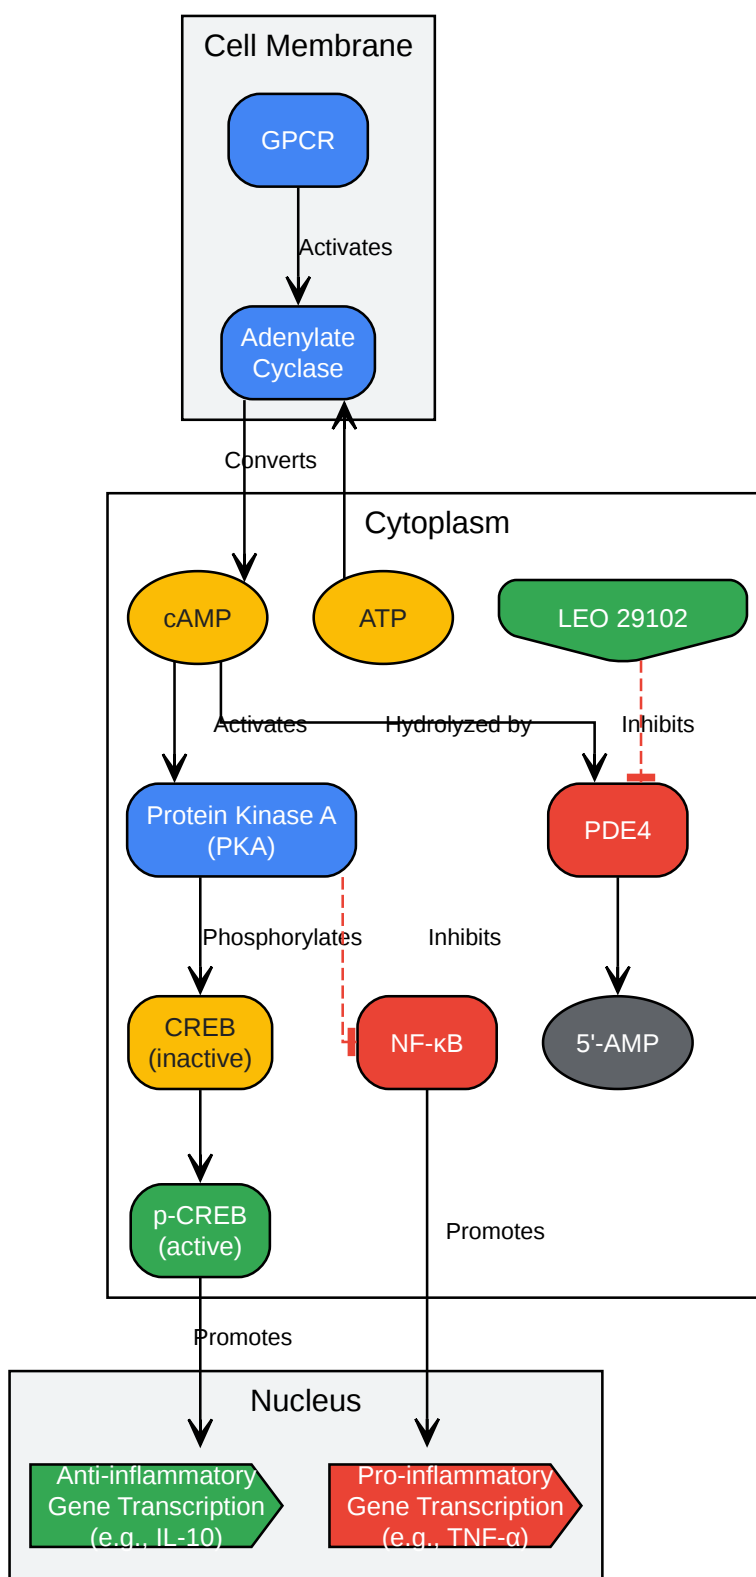 Cell Membrane
GPCR
Activates
Adenylate
Cyclase
Converts
Cytoplasm
cAMP
ATP
LEO 29102
Activates
Hydrolyzed by
Inhibits
Protein Kinase A
(PKA)
PDE4
Phosphorylates
Inhibits
CREB
(inactive)
NF-κB
5'-AMP
p-CREB
(active)
Promotes
Promotes
Nucleus
Anti-inflammatory
Gene Transcription
(e.g., IL-10)
Pro-inflammatory
Gene Transcription
(e.g., TNF-α)